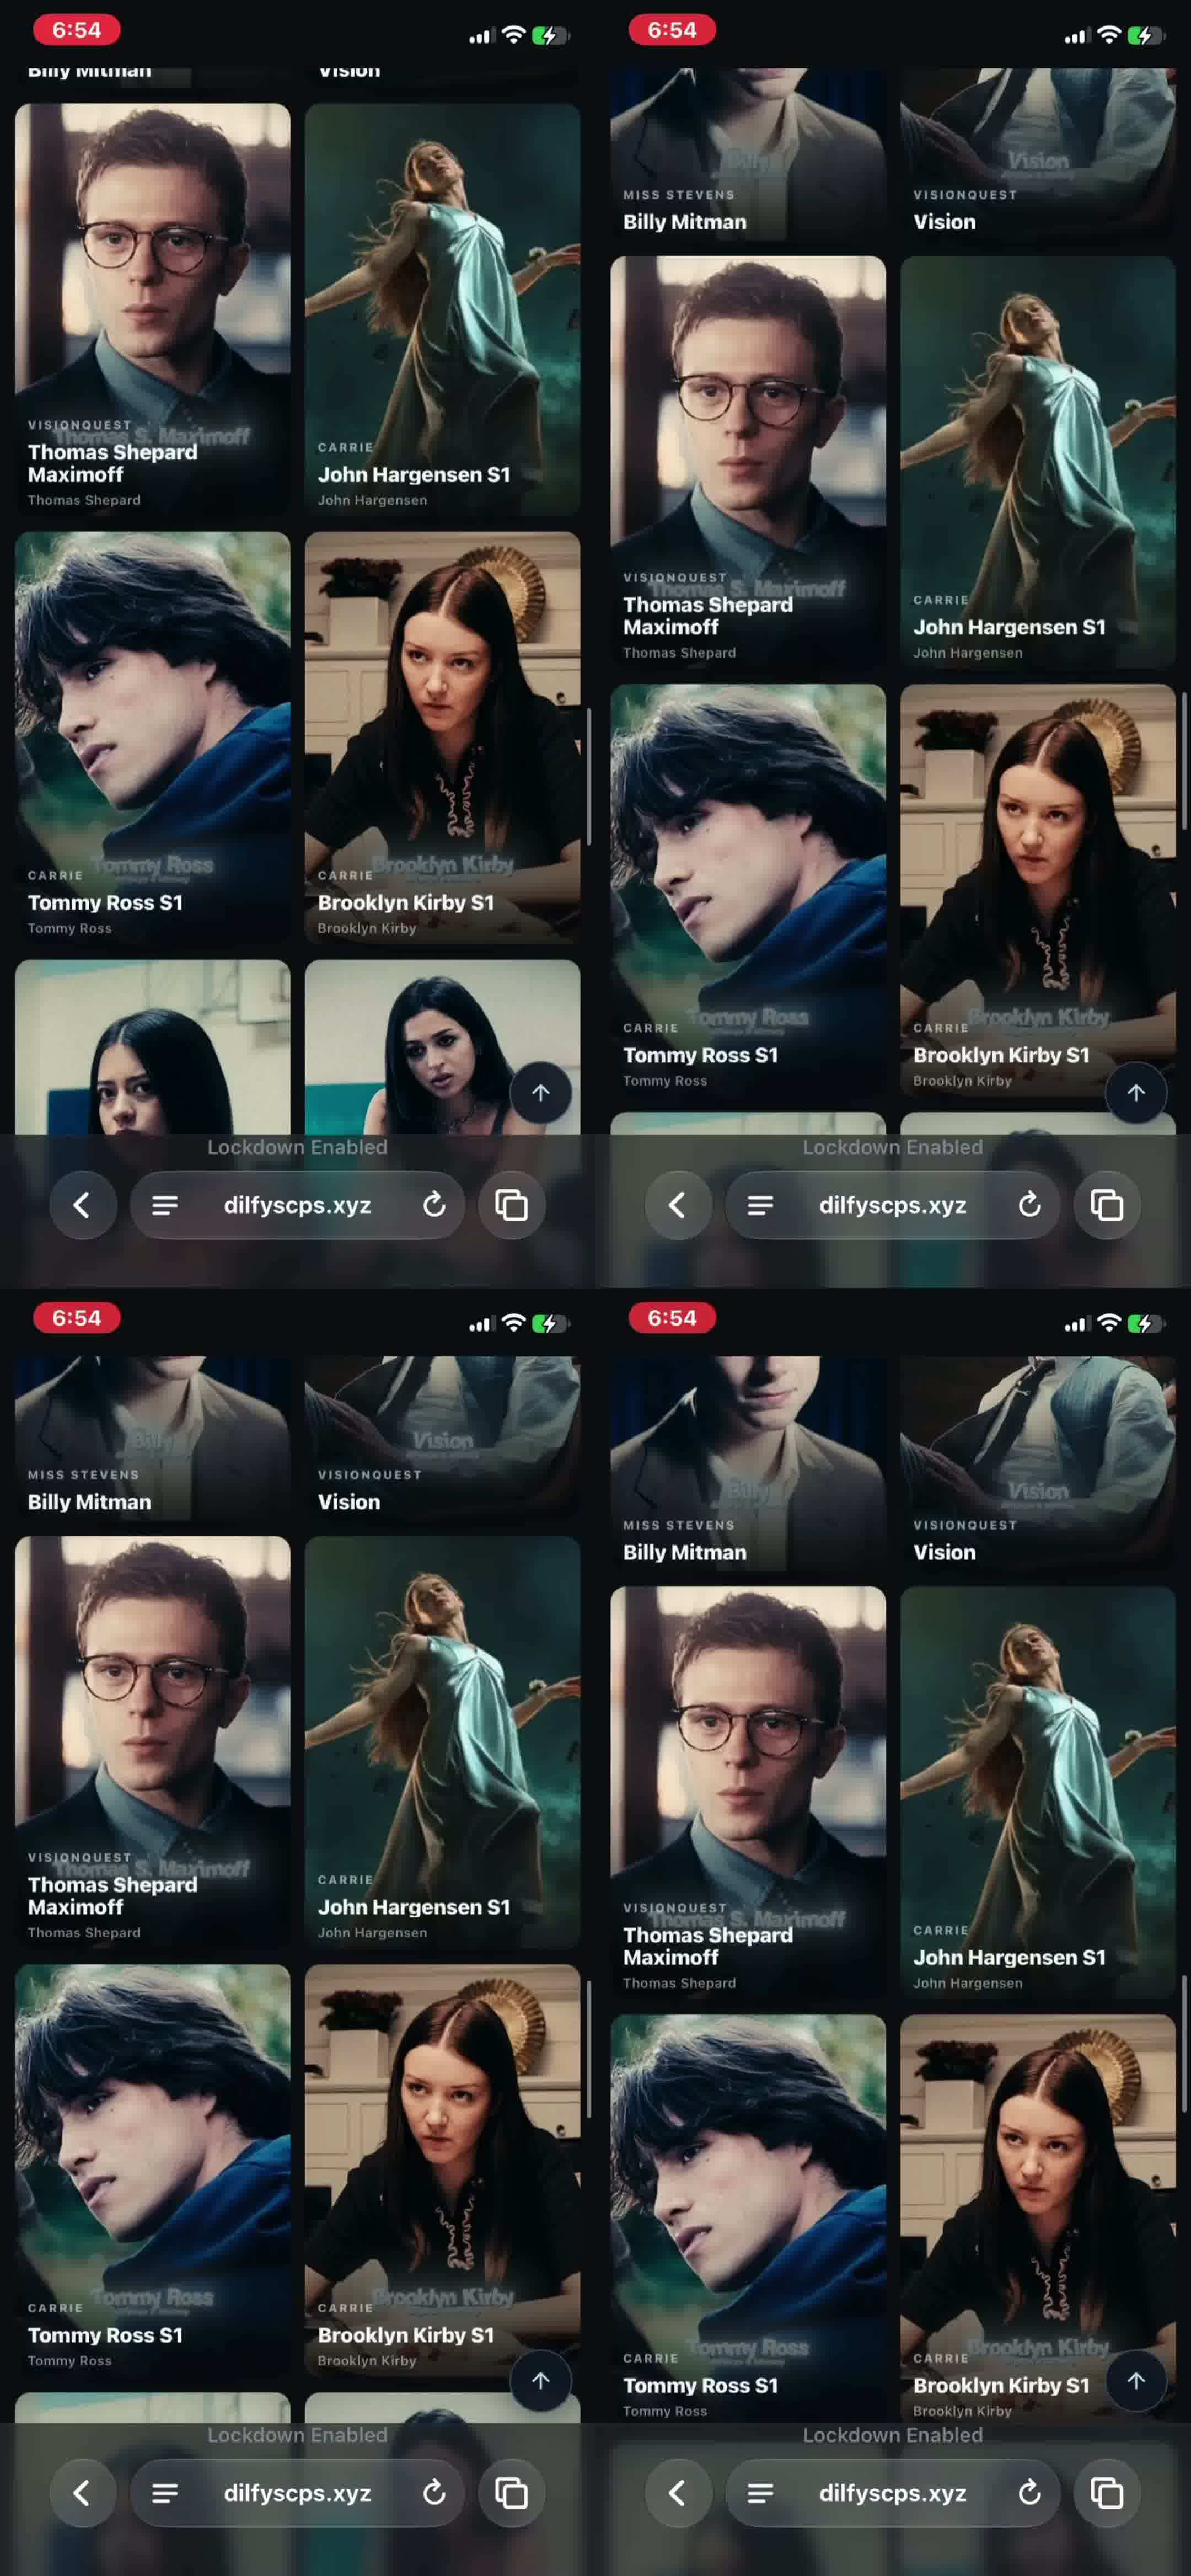 6:54
Billy Mitman
Vision
VISIONQUEST
Thomas S. Maximoff
Thomas Shepard
Maximoff
Thomas Shepard
CARRIE
John Hargensen S1
John Hargensen
Tommy Ross
CARRIE
Tommy Ross S1
Tommy Ross
Brooklyn Kirby
CARRIE
Brooklyn Kirby S1
Brooklyn Kirby
Lockdown Enabled
dilfyscps.xyz
6:54
Billy
MISS STEVENS
Billy Mitman
Vision
VISIONQUEST
Vision
VISIONQUEST
Thomas S. Maximoff
Thomas Shepard
Maximoff
Thomas Shepard
CARRIE
John Hargensen S1
John Hargensen
Tommy Ross
CARRIE
Tommy Ross S1
Tommy Ross
Brooklyn Kirby
CARRIE
Brooklyn Kirby S1
Brooklyn Kirby
Lockdown Enabled
dilfyscps.xyz
6:54
Billy
MISS STEVENS
Billy Mitman
Vision
VISIONQUEST
Vision
VISIONQUEST
Thomas S. Maximoff
Thomas Shepard
Maximoff
Thomas Shepard
CARRIE
John Hargensen S1
John Hargensen
Tommy Ross
CARRIE
Tommy Ross S1
Tommy Ross
Brooklyn Kirby
CARRIE
Brooklyn Kirby S1
Brooklyn Kirby
Lockdown Enabled
dilfyscps.xyz
6:54
Billy
MISS STEVENS
Billy Mitman
Vision
VISIONQUEST
Vision
VISIONQUEST
Thomas S. Maximoff
Thomas Shepard
Maximoff
Thomas Shepard
CARRIE
John Hargensen S1
John Hargensen
Tommy Ross
CARRIE
Tommy Ross S1
Tommy Ross
Brooklyn Kirby
CARRIE
Brooklyn Kirby S1
Brooklyn Kirby
Lockdown Enabled
dilfyscps.xyz